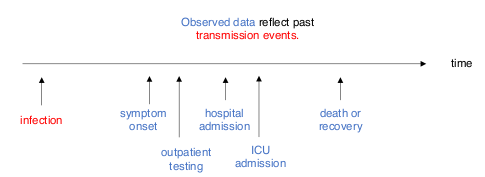 Observed data reflect past
transmission events.
time
infection
symptom
onset
outpatient
testing
hospital
admission
ICU
admission
death or
recovery